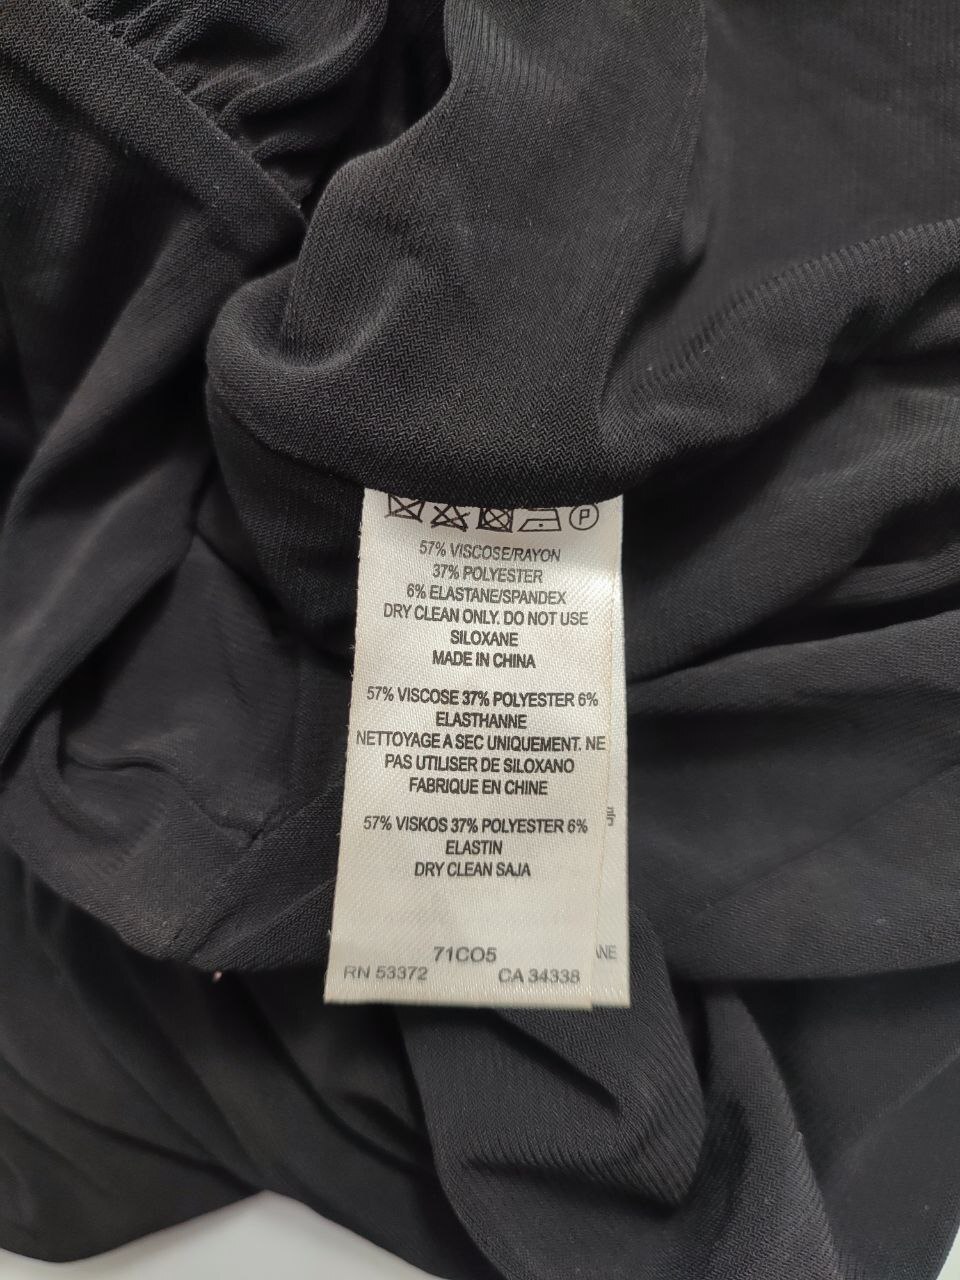 P
57% VISCOSE/RAYON
37% POLYESTER
6% ELASTANE/SPANDEX
DRY CLEAN ONLY. DO NOT USE
SILOXANE
MADE IN CHINA
57% VISCOSE 37% POLYESTER 6%
ELASTHANNE
NETTOYAGE A SEC UNIQUEMENT. NE
PAS UTILISER DE SILOXANO
FABRIQUE EN CHINE
57% VISKOS 37% POLYESTER 6%
ELASTIN
DRY CLEAN SAJA
71CO5
RN 53372 CA 34338